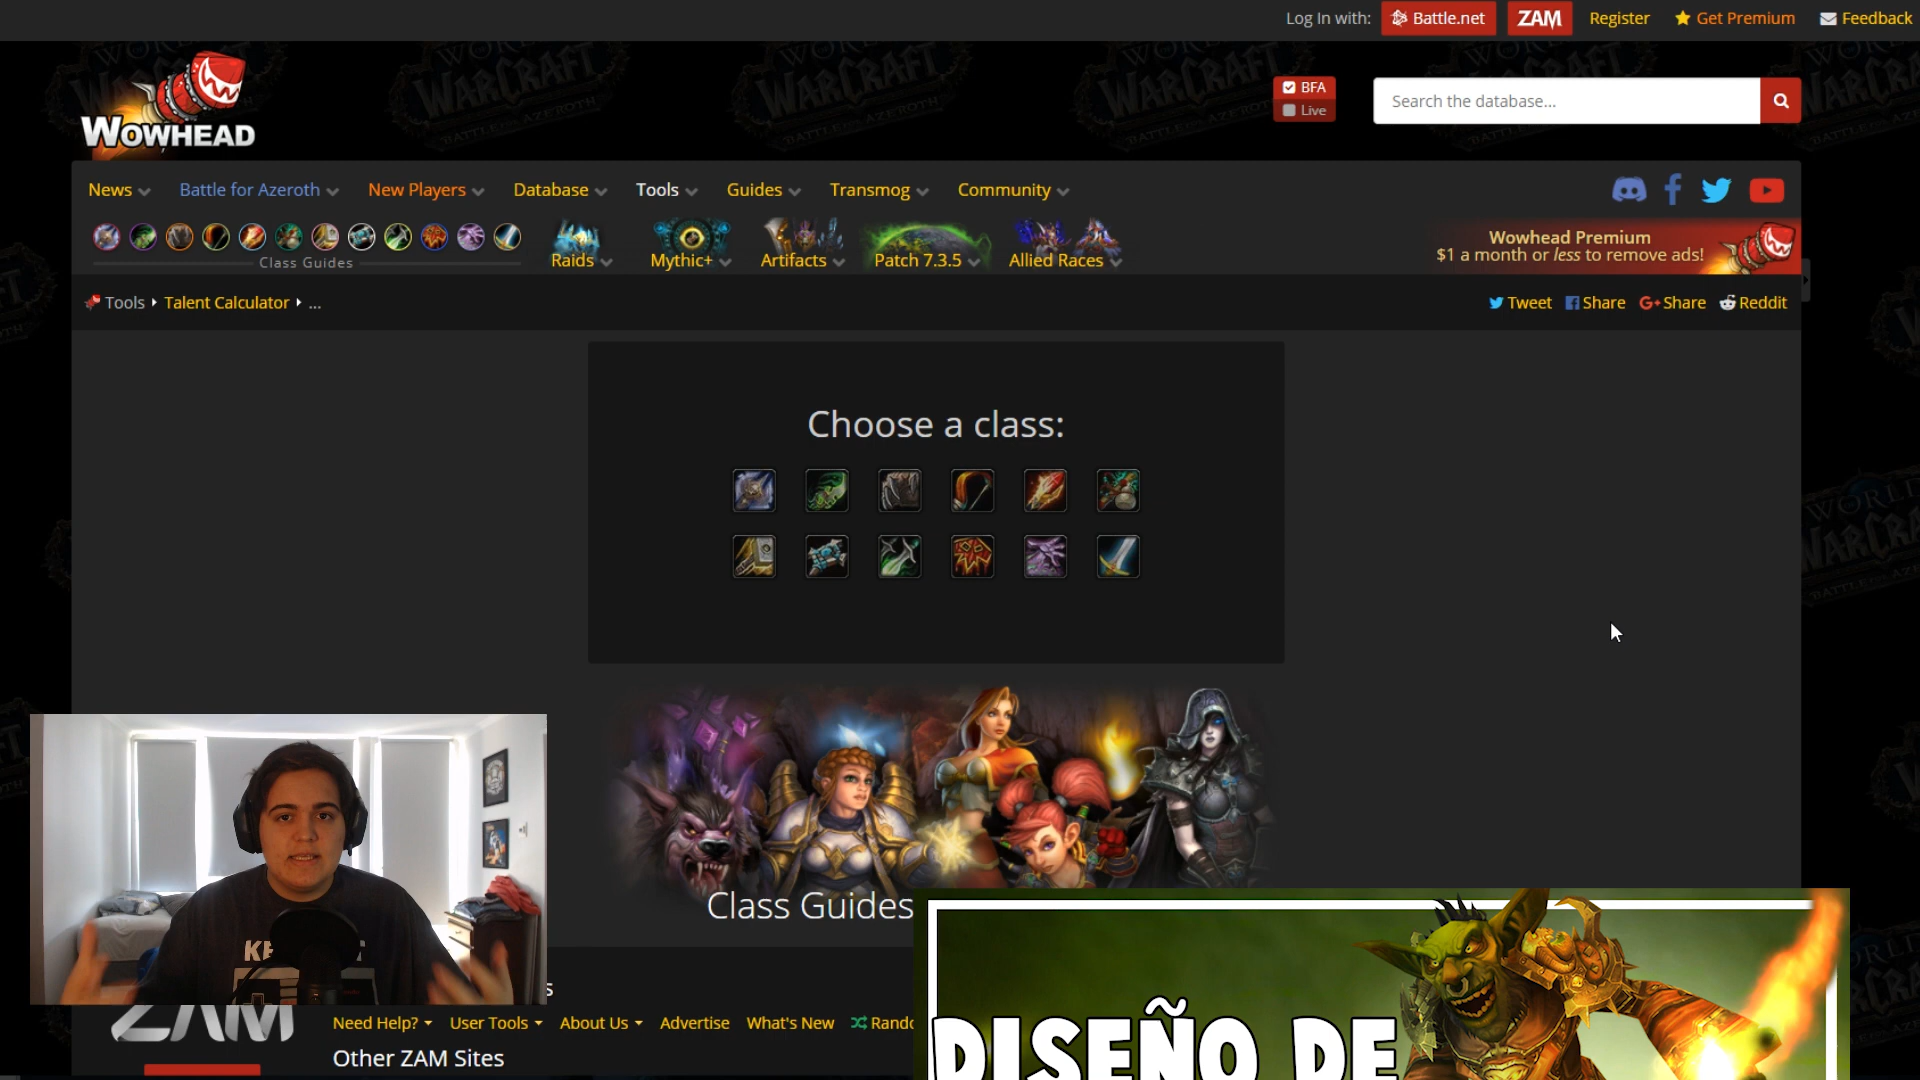 Log In with: Battle.net ZAM Register Get Premium Feedback
WOWHEAD
BFA
Live
Search the database...
News Battle for Azeroth New Players Database Tools Guides Transmog Community
Class Guides Raids Mythic+ Artifacts Patch 7.3.5 Allied Races
Wowhead Premium
$1 a month or less to remove ads!
Tools Talent Calculator ...
Tweet Share G+ Share Reddit
Choose a class:
Class Guides
ZAM
Need Help? User Tools About Us Advertise What's New
Other ZAM Sites
DISEÑO DE